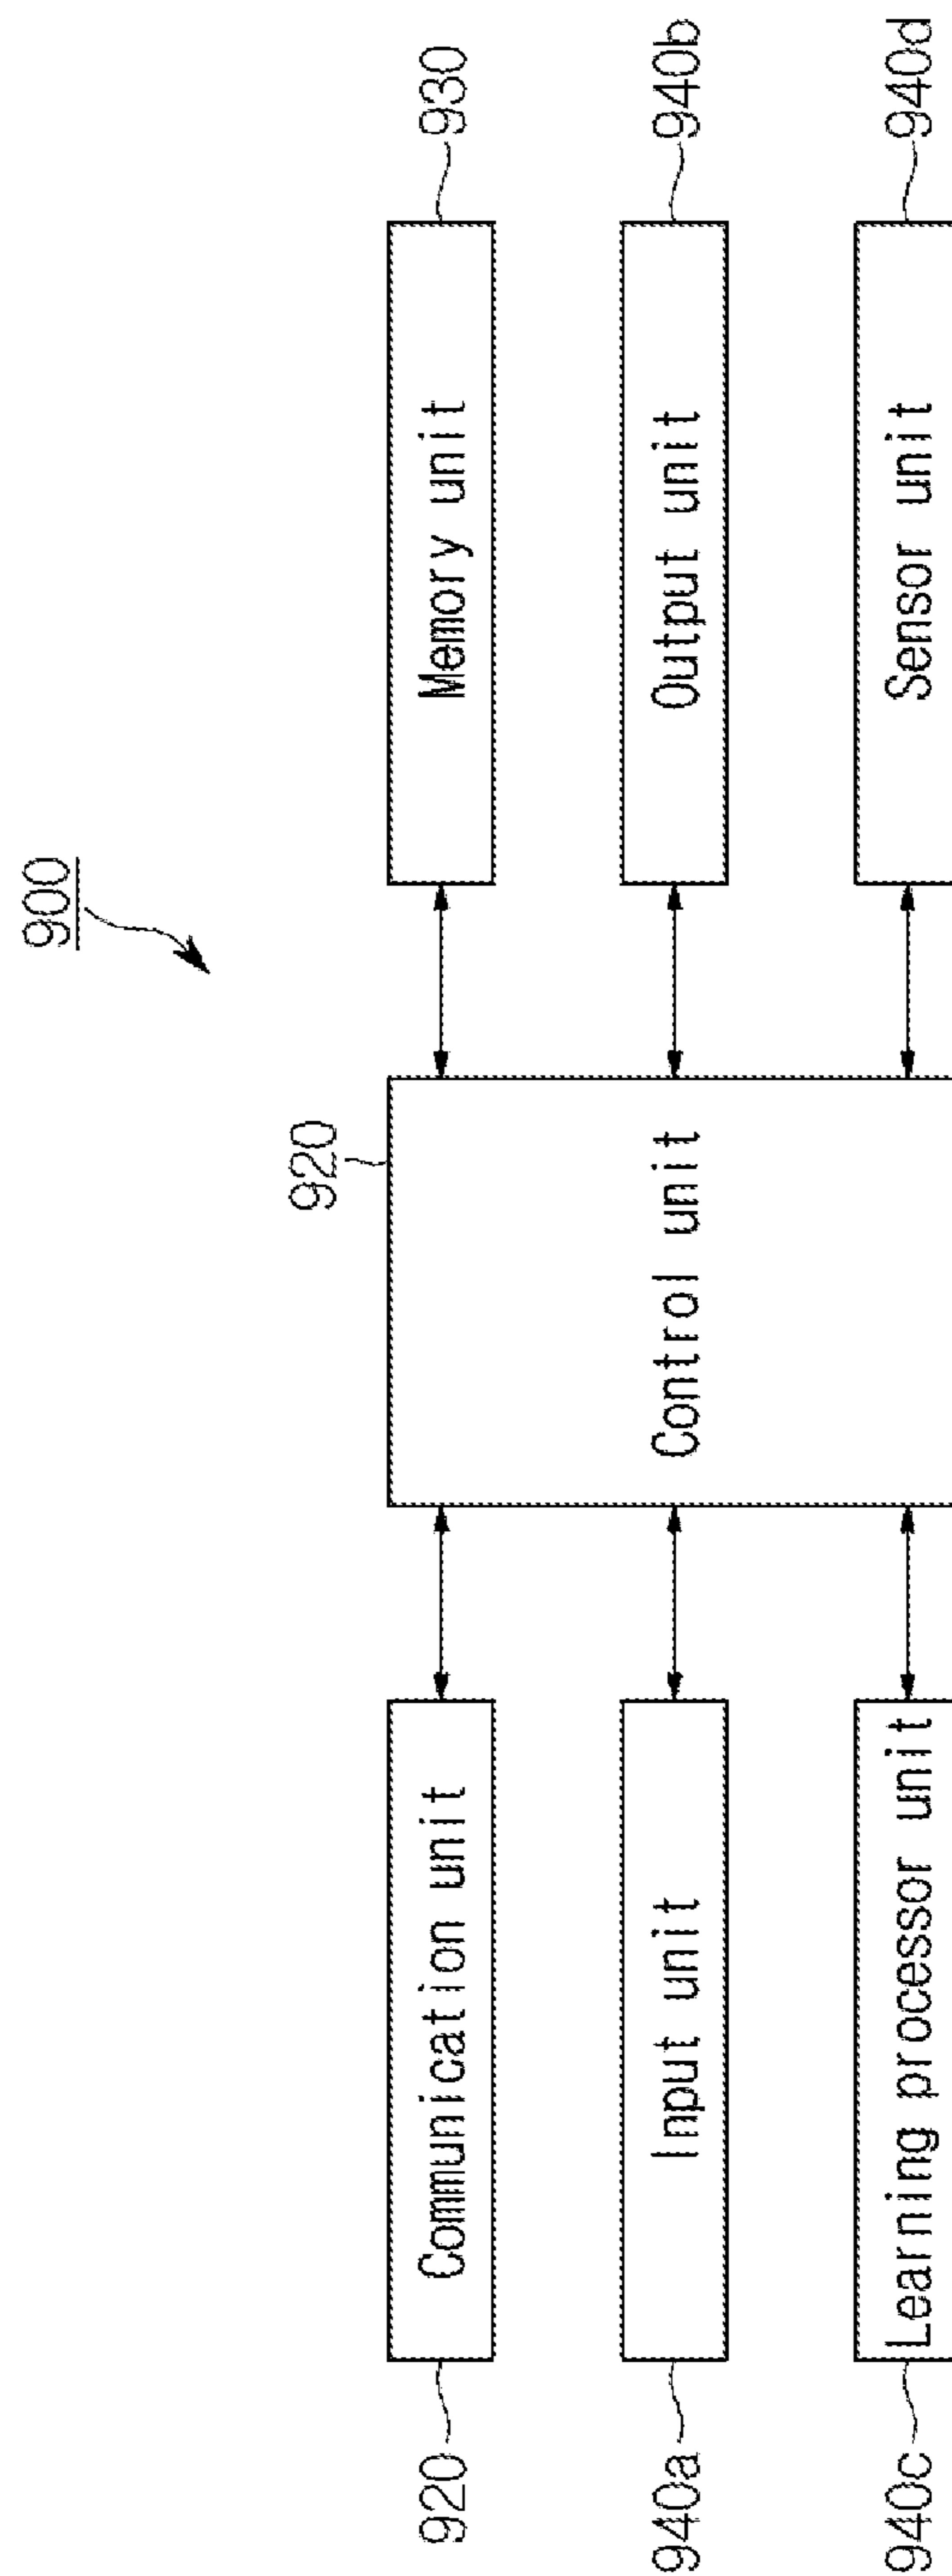 900
920
920 Communication unit
Memory unit 930
940a Input unit
Control unit
Output unit 940b
940c Learning processor unit
Sensor unit 940d